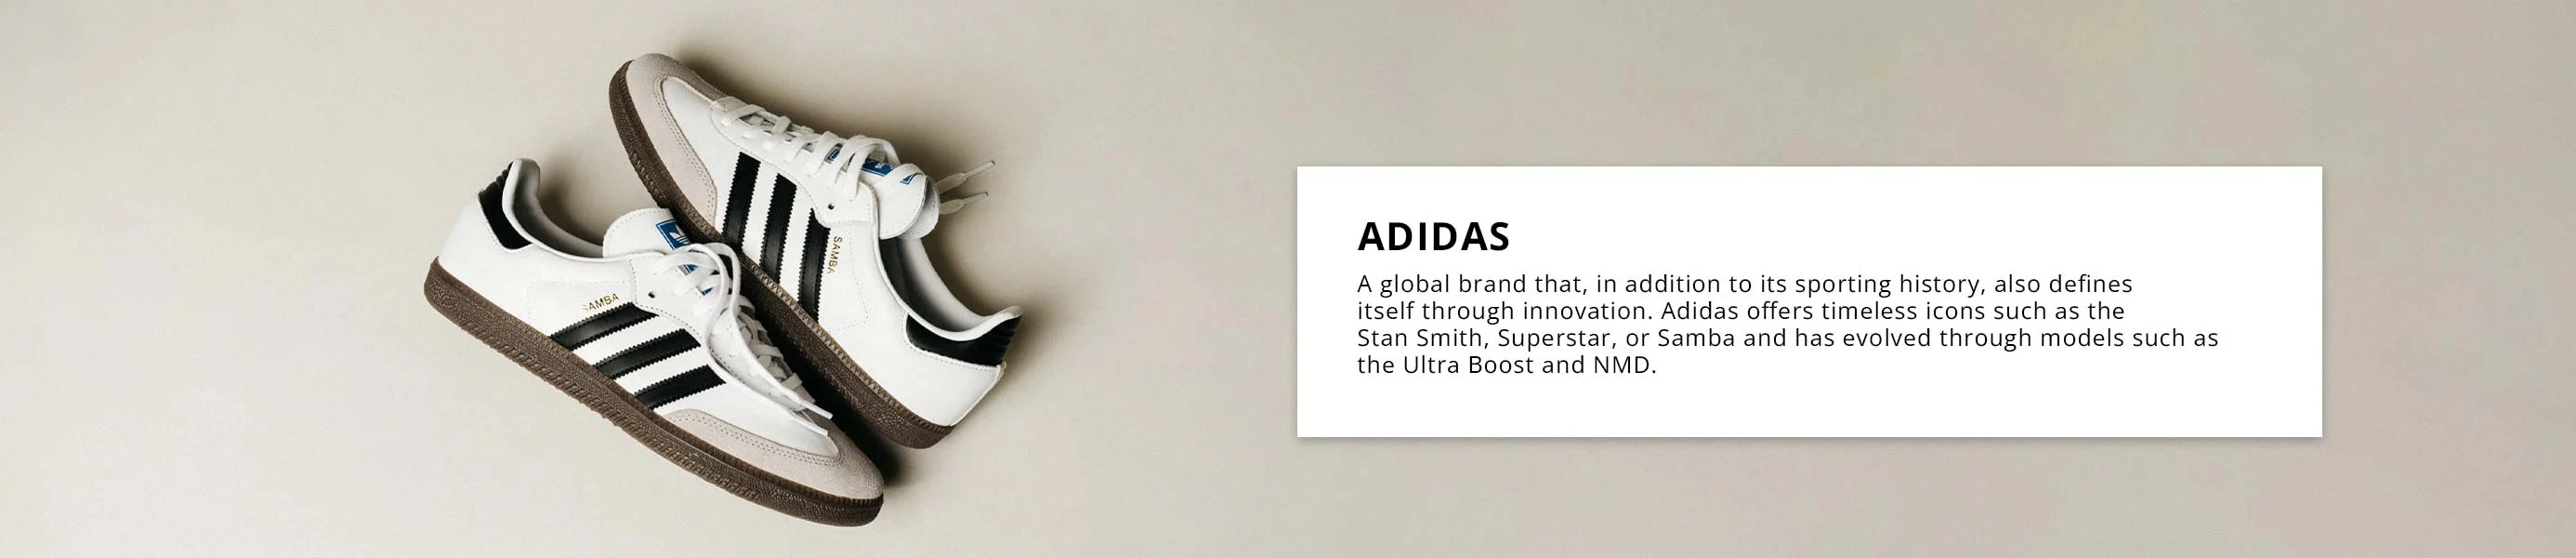 SAMBA
SAMBA
ADIDAS
A global brand that, in addition to its sporting history, also defines
itself through innovation. Adidas offers timeless icons such as the
Stan Smith, Superstar, or Samba and has evolved through models such as
the Ultra Boost and NMD.